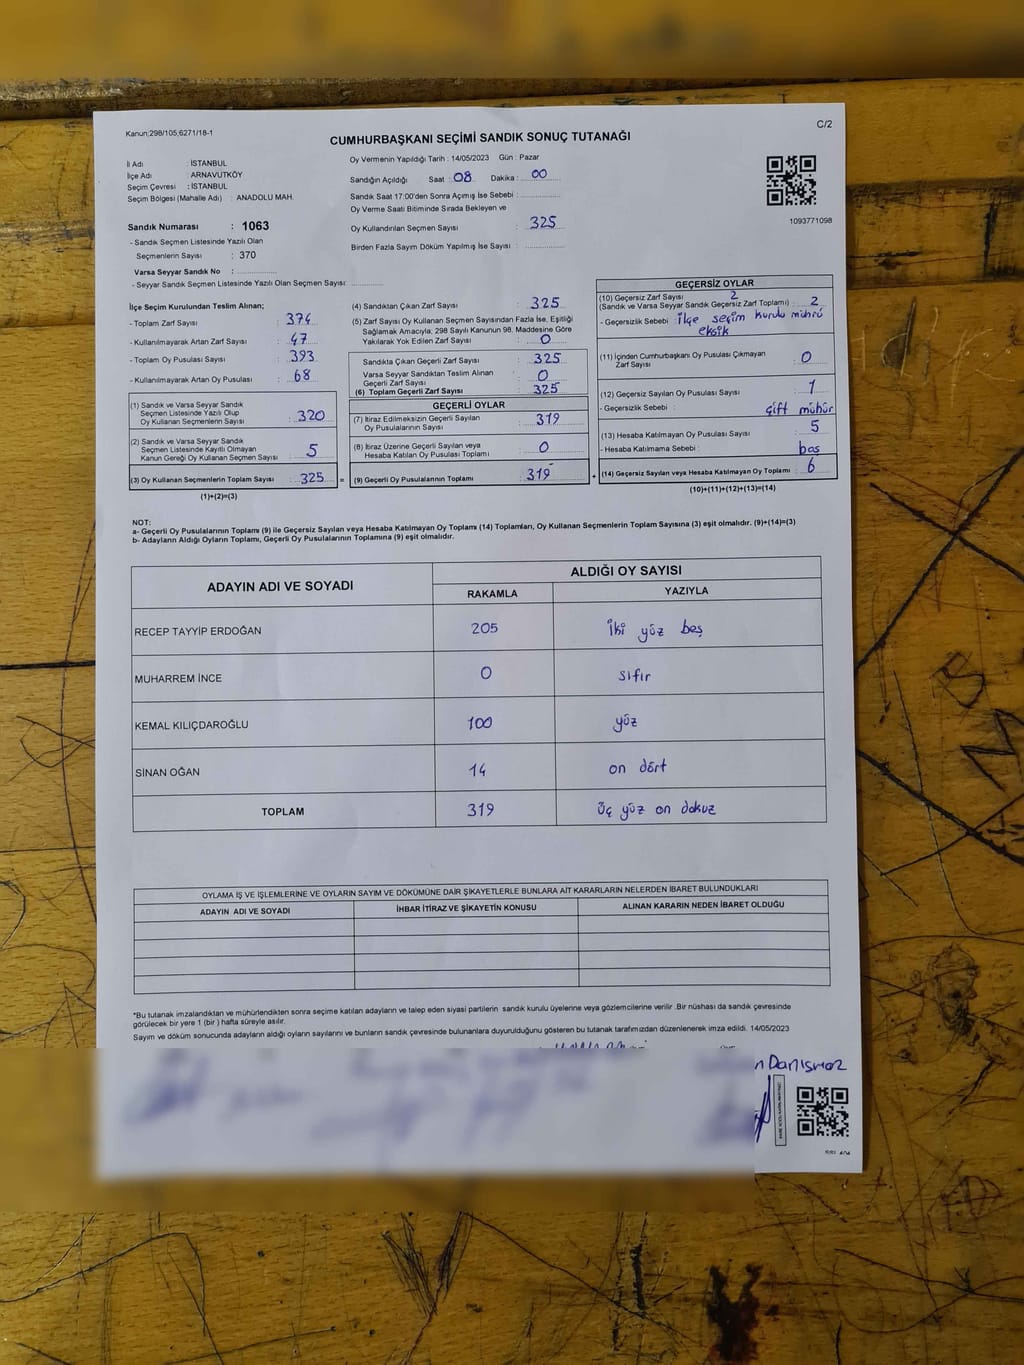 Kanun;298/105;6271/18-1
C/2
CUMHURBAŞKANI SEÇİMİ SANDIK SONUÇ TUTANAĞI
İl Adı : İSTANBUL
İlçe Adı : ARNAVUTKÖY
Seçim Çevresi : İSTANBUL
Seçim Bölgesi (Mahalle Adı) : ANADOLU MAH.
Oy Vermenin Yapıldığı Tarih : 14/05/2023 Gün : Pazar
Sandığın Açıldığı Saat : 08 Dakika : 00
Sandık Saat 17:00'den Sonra Açımış İse Sebebi :
Oy Verme Saati Bitiminde Sırada Bekleyen ve
Oy Kullandırılan Seçmen Sayısı : 325
Birden Fazla Sayım Döküm Yapılmış İse Sayısı :
1093771098
Sandık Numarası : 1063
- Sandık Seçmen Listesinde Yazılı Olan
Seçmenlerin Sayısı : 370
Varsa Seyyar Sandık No :
- Seyyar Sandık Seçmen Listesinde Yazılı Olan Seçmen Sayısı:
İlçe Seçim Kurulundan Teslim Alınan;
- Toplam Zarf Sayısı : 374
- Kullanılmayarak Artan Zarf Sayısı : 47
- Toplam Oy Pusulası Sayısı : 393
- Kullanılmayarak Artan Oy Pusulası : 68
(1) Sandık ve Varsa Seyyar Sandık
Seçmen Listesinde Yazılı Olup
Oy Kullanan Seçmenlerin Sayısı : 320
(2) Sandık ve Varsa Seyyar Sandık
Seçmen Listesinde Kayıtlı Olmayan
Kanun Gereği Oy Kullanan Seçmen Sayısı : 5
(3) Oy Kullanan Seçmenlerin Toplam Sayısı : 325 =
(1)+(2)=(3)
(4) Sandıktan Çıkan Zarf Sayısı : 325
(5) Zarf Sayısı Oy Kullanan Seçmen Sayısından Fazla İse, Eşitliği
Sağlamak Amacıyla; 298 Sayılı Kanunun 98. Maddesine Göre
Yakılarak Yok Edilen Zarf Sayısı : 0
Sandıkta Çıkan Geçerli Zarf Sayısı : 325
Varsa Seyyar Sandıktan Teslim Alınan
Geçerli Zarf Sayısı : 0
(6) Toplam Geçerli Zarf Sayısı : 325
GEÇERLİ OYLAR
(7) İtiraz Edilmeksizin Geçerli Sayılan
Oy Pusulalarının Sayısı : 319
(8) İtiraz Üzerine Geçerli Sayılan veya
Hesaba Katılan Oy Pusulası Toplamı : 0
(9) Geçerli Oy Pusulalarının Toplamı : 319 +
GEÇERSİZ OYLAR
(10) Geçersiz Zarf Sayısı 2
(Sandık ve Varsa Seyyar Sandık Geçersiz Zarf Toplamı) : 2
- Geçersizlik Sebebi : ilçe seçim kurulu mührü
eksik
(11) İçinden Cumhurbaşkanı Oy Pusulası Çıkmayan
Zarf Sayısı : 0
(12) Geçersiz Sayılan Oy Pusulası Sayısı : 1
- Geçersizlik Sebebi : çift mühür
(13) Hesaba Katılmayan Oy Pusulası Sayısı : 5
- Hesaba Katılmama Sebebi : boş
(14) Geçersiz Sayılan veya Hesaba Katılmayan Oy Toplamı : 6
(10)+(11)+(12)+(13)=(14)
NOT:
a- Geçerli Oy Pusulalarının Toplamı (9) ile Geçersiz Sayılan veya Hesaba Katılmayan Oy Toplamı (14) Toplamları, Oy Kullanan Seçmenlerin Toplam Sayısına (3) eşit olmalıdır. (9)+(14)=(3)
b- Adayların Aldığı Oyların Toplamı, Geçerli Oy Pusulalarının Toplamına (9) eşit olmalıdır.
ADAYIN ADI VE SOYADI
ALDIĞI OY SAYISI
RAKAMLA YAZIYLA
RECEP TAYYİP ERDOĞAN 205 iki yüz beş
MUHARREM İNCE 0 sıfır
KEMAL KILIÇDAROĞLU 100 yüz
SİNAN OĞAN 14 on dört
TOPLAM 319 üç yüz on dokuz
OYLAMA İŞ VE İŞLEMLERİNE VE OYLARIN SAYIM VE DÖKÜMÜNE DAİR ŞİKAYETLERLE BUNLARA AİT KARARLARIN NELERDEN İBARET BULUNDUKLARI
ADAYIN ADI VE SOYADI İHBAR İTİRAZ VE ŞİKAYETİN KONUSU ALINAN KARARIN NEDEN İBARET OLDUĞU
*Bu tutanak imzalandıktan ve mühürlendikten sonra seçime katılan adayların ve talep eden siyasi partilerin sandık kurulu üyelerine veya gözlemcilerine verilir .Bir nüshası da sandık çevresinde
görülecek bir yere 1 (bir ) hafta süreyle asılır.
Sayım ve döküm sonucunda adayların aldığı oyların sayılarını ve bunların sandık çevresinde bulunanlara duyurulduğunu gösteren bu tutanak tarafımızdan düzenlenerek imza edildi. 14/05/2023
Danışmaz